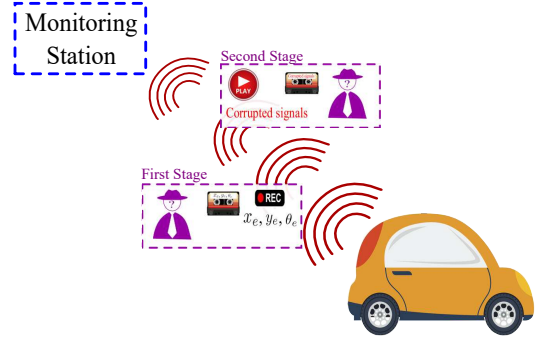 Monitoring
Station
Second Stage
PLAY
Corrupted signals
?
First Stage
?
REC
x_e, y_e, θ_e